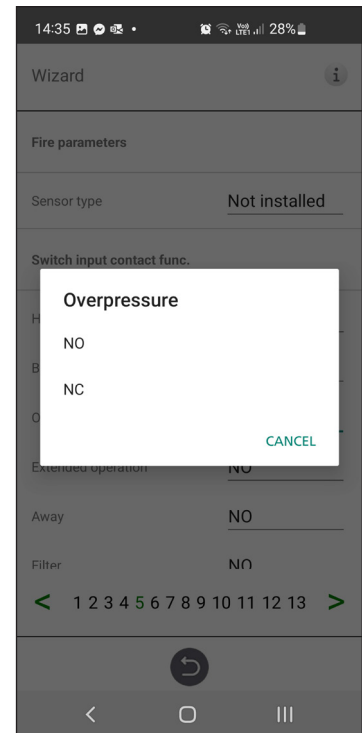 14:35 28%
Vo))
LTE1
Wizard i
Fire parameters
Sensor type Not installed
Switch input contact func.
Overpressure
H
NO
B
NC
O
CANCEL
Extended operation NO
Away NO
Filter NO
< 1 2 3 4 5 6 7 8 9 10 11 12 13 >